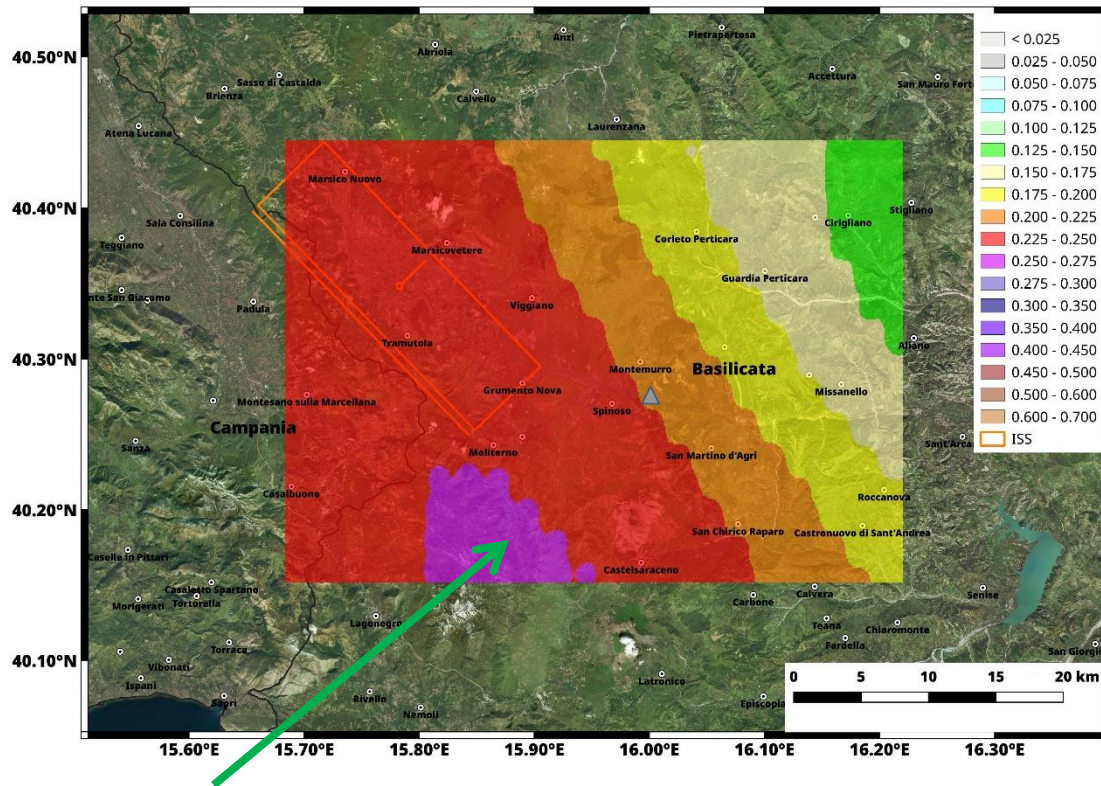 40.50°N
40.40°N
40.30°N
40.20°N
40.10°N
Anzi
Pietrapertosa
Abriola
Sasso di Castalda
Brienza
Calvello
Accettura
San Mauro Forte
Atena Lucana
Laurenzana
Marsico Nuovo
Sala Consilina
Teggiano
Marsicovetere
Corleto Perticara
Cirigliano
Stigliano
Guardia Perticara
nte San Giacomo
Padula
Viggiano
Tramutola
Aliano
Montemurro
Basilicata
Grumento Nova
Missanello
Montesano sulla Marcellana
Spinoso
Campania
Sanza
Moliterno
San Martino d'Agri
Sant'Arcan
Casalbuono
Roccanova
San Chirico Raparo
Castronuovo di Sant'Andrea
Caselle in Pittari
Castelsaraceno
Casaletto Spartano
Tortorella
Morigerati
Carbone
Calvera
Senise
Lagonegro
Teana
Chiaromonte
Fardella
Torraca
San Giorgio
Vibonati
Ispani
Latronico
Sapri
Rivello
Nemoli
Episcopia
< 0.025
0.025 - 0.050
0.050 - 0.075
0.075 - 0.100
0.100 - 0.125
0.125 - 0.150
0.150 - 0.175
0.175 - 0.200
0.200 - 0.225
0.225 - 0.250
0.250 - 0.275
0.275 - 0.300
0.300 - 0.350
0.350 - 0.400
0.400 - 0.450
0.450 - 0.500
0.500 - 0.600
0.600 - 0.700
ISS
0 5 10 15 20 km
15.60°E 15.70°E 15.80°E 15.90°E 16.00°E 16.10°E 16.20°E 16.30°E